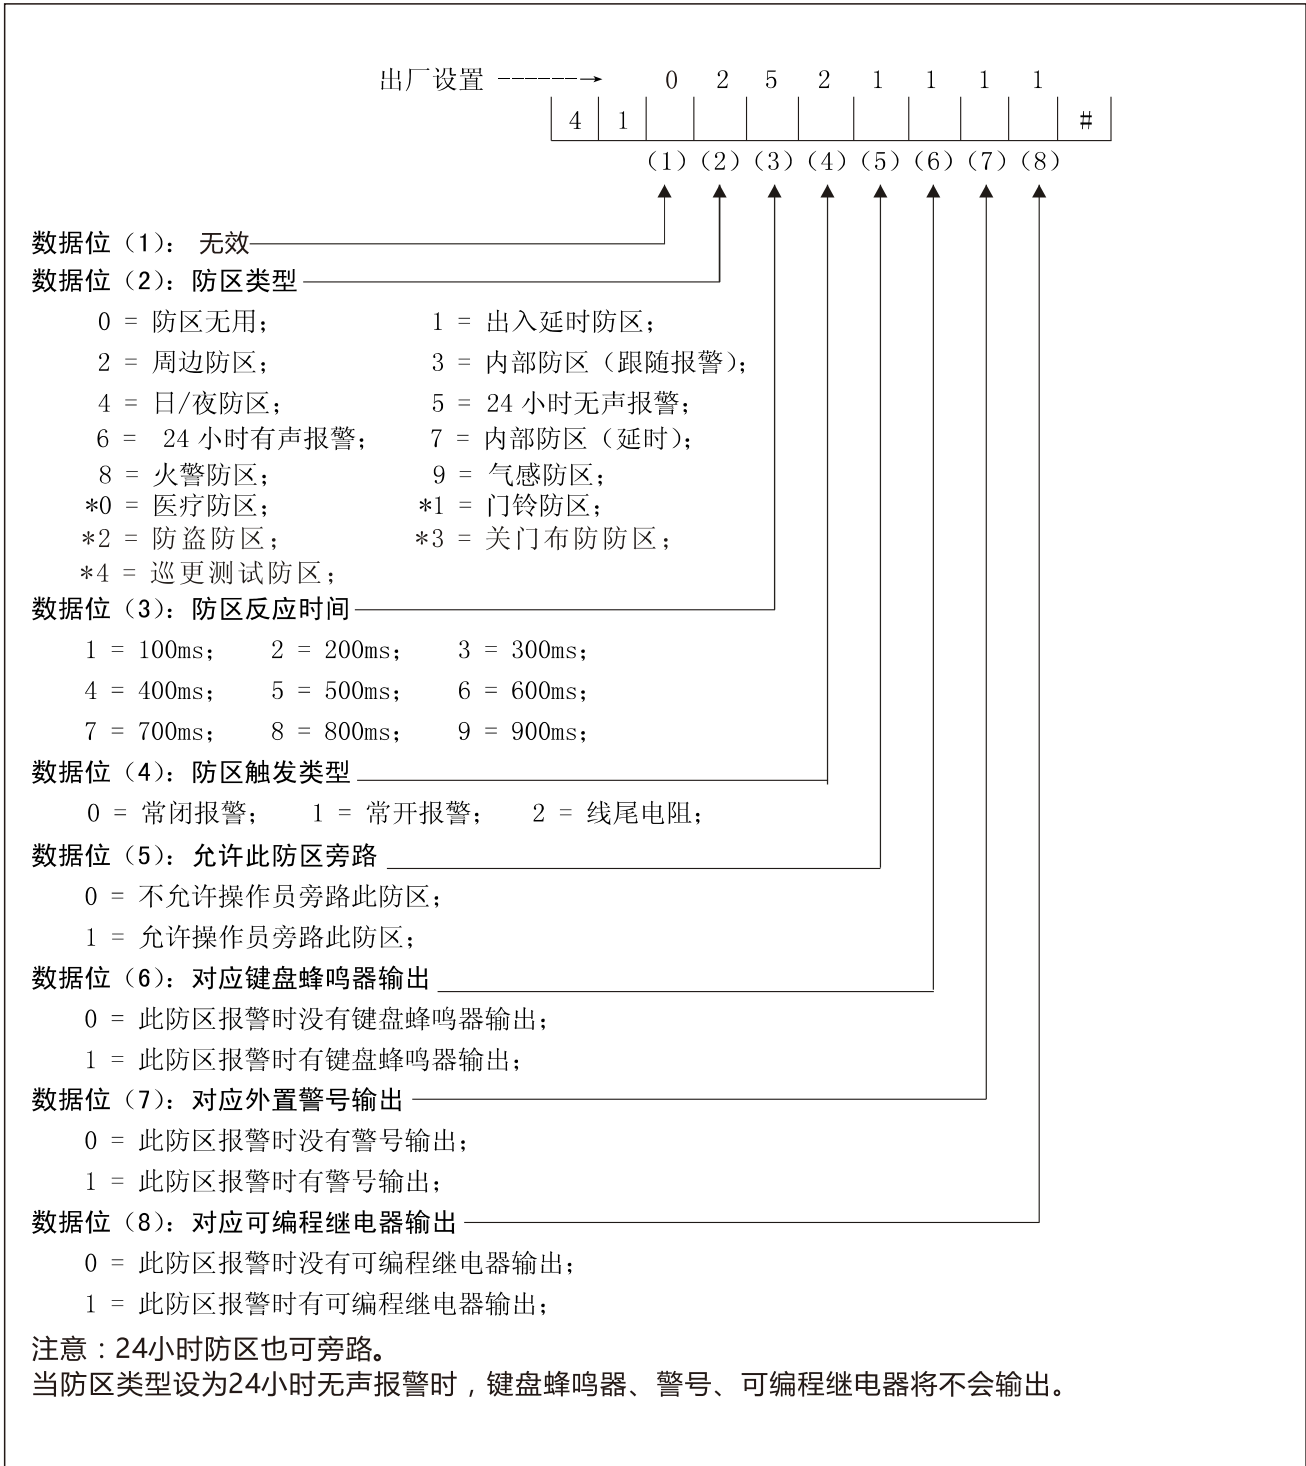 出厂设置 ------→ 0 2 5 2 1 1 1 1
4 1 #
(1) (2) (3) (4) (5) (6) (7) (8)
数据位（1）： 无效
数据位（2）：防区类型
0 = 防区无用； 1 = 出入延时防区；
2 = 周边防区； 3 = 内部防区（跟随报警）；
4 = 日/夜防区； 5 = 24 小时无声报警；
6 = 24 小时有声报警； 7 = 内部防区（延时）；
8 = 火警防区； 9 = 气感防区；
*0 = 医疗防区； *1 = 门铃防区；
*2 = 防盗防区； *3 = 关门布防防区；
*4 = 巡更测试防区；
数据位（3）：防区反应时间
1 = 100ms； 2 = 200ms； 3 = 300ms；
4 = 400ms； 5 = 500ms； 6 = 600ms；
7 = 700ms； 8 = 800ms； 9 = 900ms；
数据位（4）：防区触发类型
0 = 常闭报警； 1 = 常开报警； 2 = 线尾电阻；
数据位（5）：允许此防区旁路
0 = 不允许操作员旁路此防区；
1 = 允许操作员旁路此防区；
数据位（6）：对应键盘蜂鸣器输出
0 = 此防区报警时没有键盘蜂鸣器输出；
1 = 此防区报警时有键盘蜂鸣器输出；
数据位（7）：对应外置警号输出
0 = 此防区报警时没有警号输出；
1 = 此防区报警时有警号输出；
数据位（8）：对应可编程继电器输出
0 = 此防区报警时没有可编程继电器输出；
1 = 此防区报警时有可编程继电器输出；
注意：24小时防区也可旁路。
当防区类型设为24小时无声报警时，键盘蜂鸣器、警号、可编程继电器将不会输出。